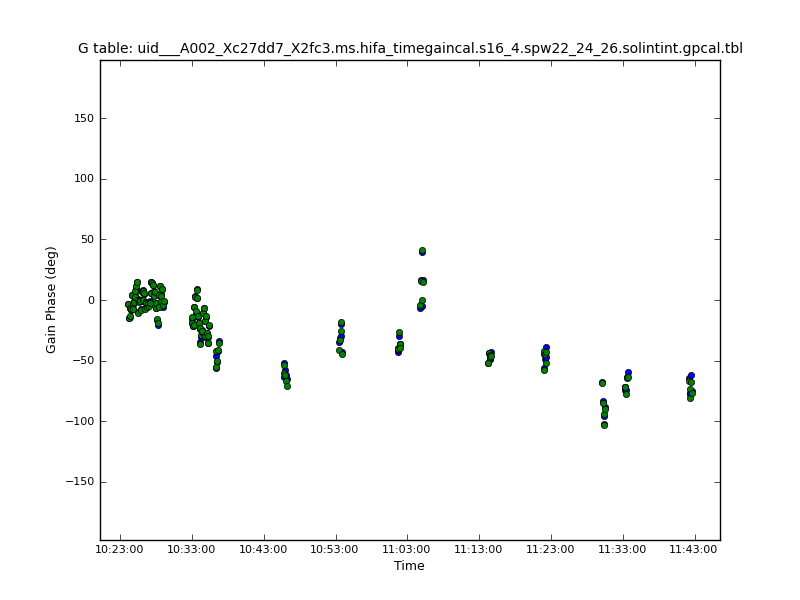 G table: uid___A002_Xc27dd7_X2fc3.ms.hifa_timegaincal.s16_4.spw22_24_26.solintint.gpcal.tbl
150
100
50
0
−50
−100
−150
Gain Phase (deg)
10:23:00 10:33:00 10:43:00 10:53:00 11:03:00 11:13:00 11:23:00 11:33:00 11:43:00
Time